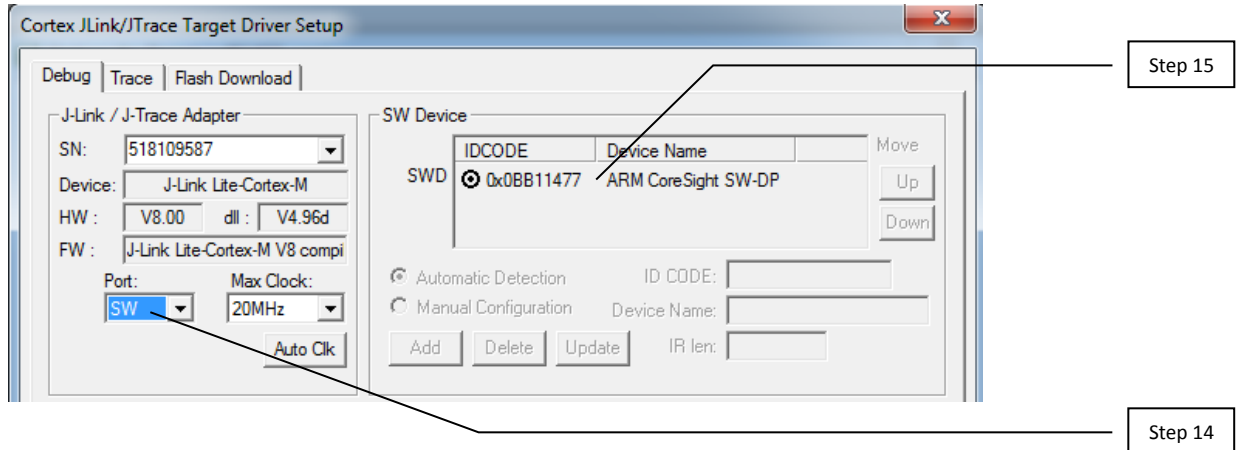 Cortex JLink/JTrace Target Driver Setup
Step 15
Debug Trace Flash Download
J-Link / J-Trace Adapter
SN: 518109587
Device: J-Link Lite-Cortex-M
HW : V8.00 dll : V4.96d
FW : J-Link Lite-Cortex-M V8 compi
Port: Max Clock:
SW 20MHz
Auto Clk
SW Device
IDCODE Device Name
SWD 0x0BB11477 ARM CoreSight SW-DP
Move
Up
Down
Automatic Detection ID CODE:
Manual Configuration Device Name:
Add Delete Update IR len:
Step 14